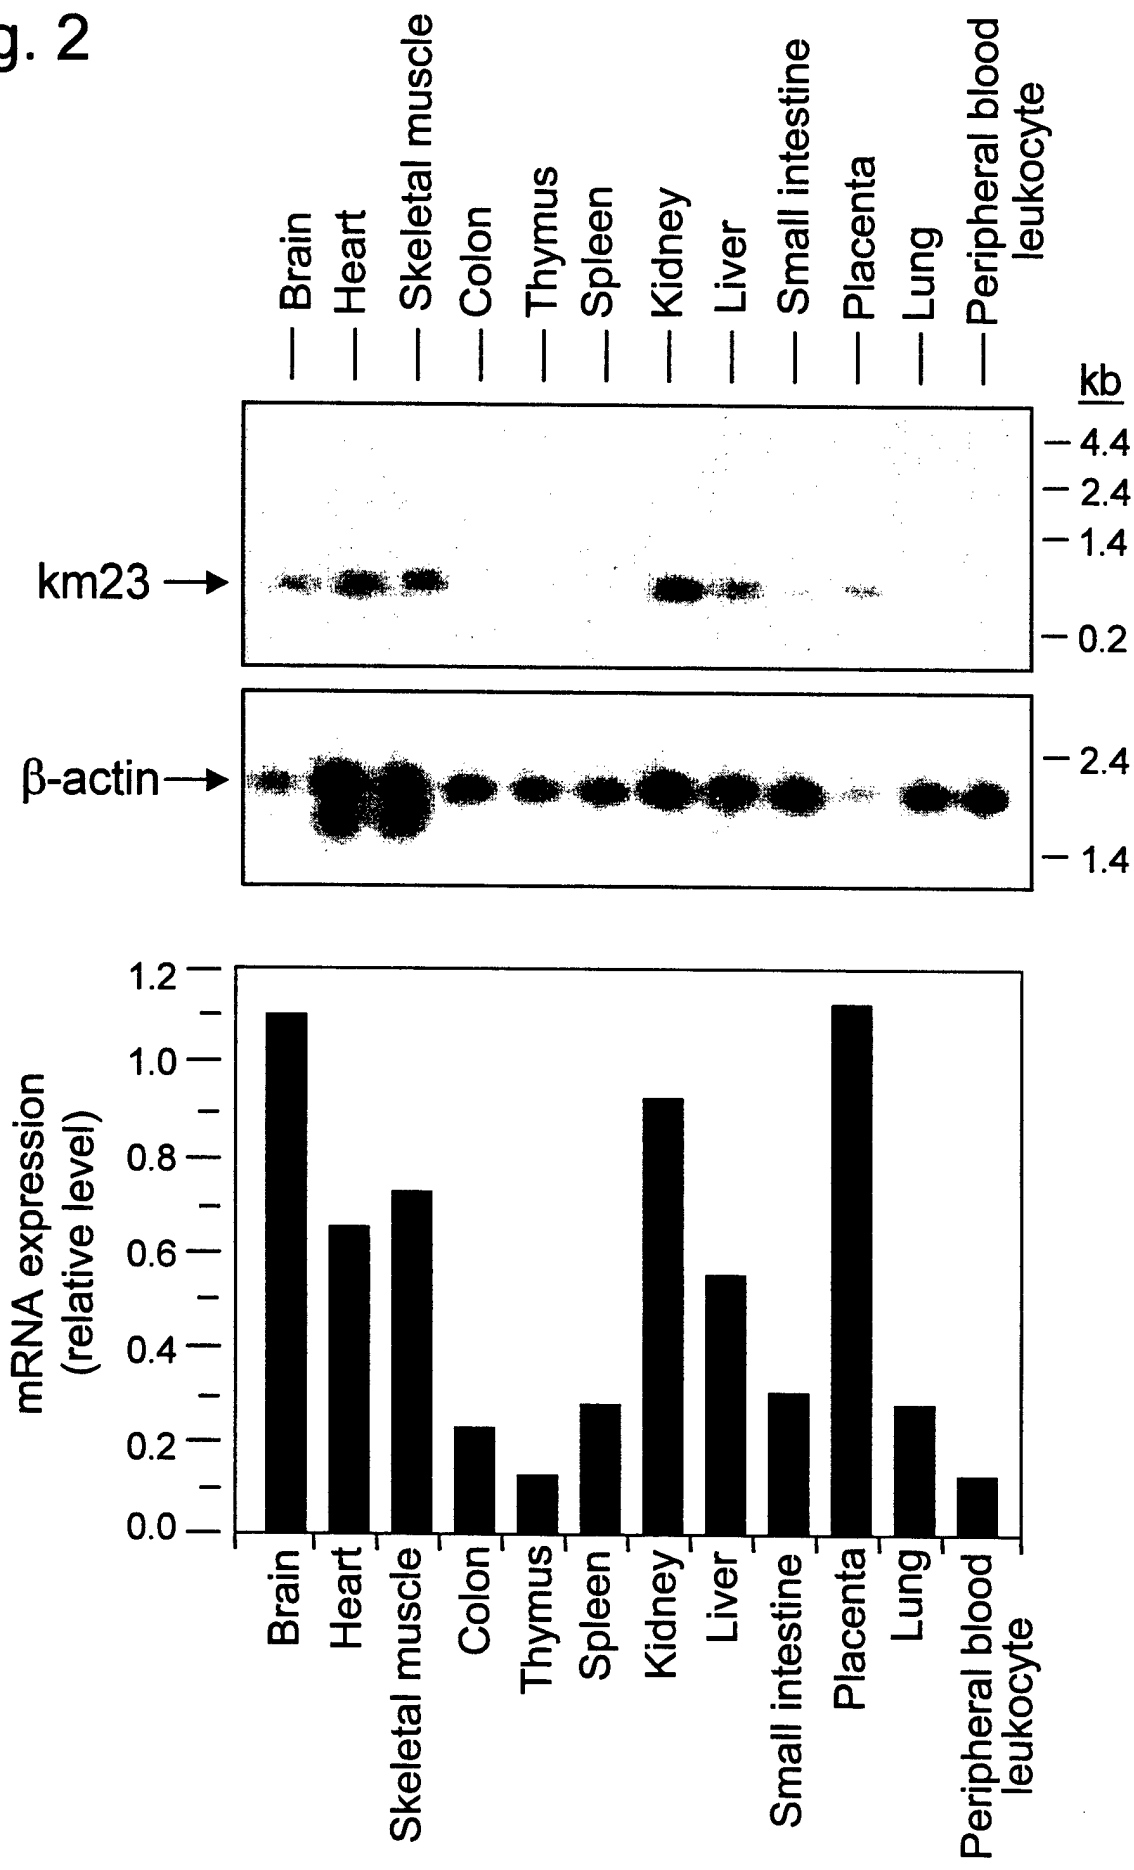 g. 2
Brain
Heart
Skeletal muscle
Colon
Thymus
Spleen
Kidney
Liver
Small intestine
Placenta
Lung
Peripheral blood
leukocyte
kb
4.4
2.4
1.4
0.2
km23
β-actin
2.4
1.4
1.2
1.0
0.8
0.6
0.4
0.2
0.0
mRNA expression
(relative level)
Brain
Heart
Skeletal muscle
Colon
Thymus
Spleen
Kidney
Liver
Small intestine
Placenta
Lung
Peripheral blood
leukocyte